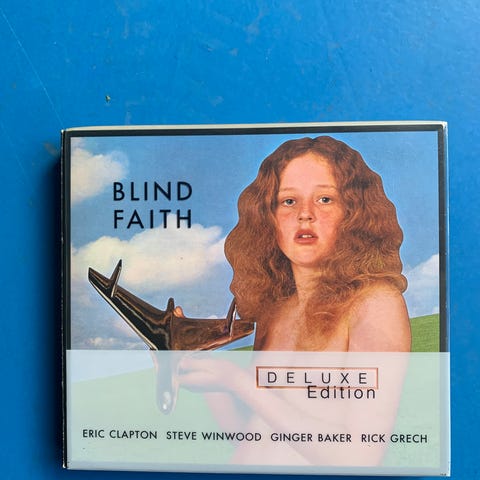 BLIND
FAITH
DELUXE
Edition
ERIC CLAPTON STEVE WINWOOD GINGER BAKER RICK GRECH